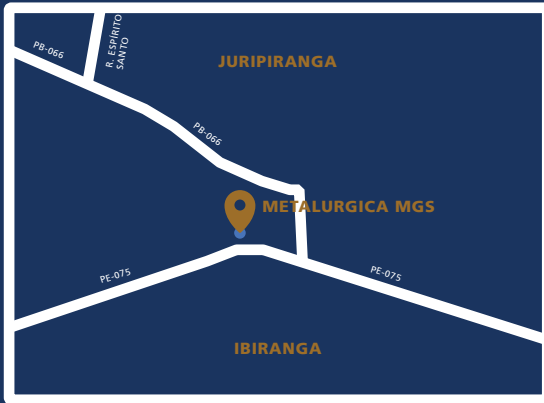 PB-066
R. ESPÍRITO
SANTO
JURIPIRANGA
PB-066
METALURGICA MGS
PE-075
PE-075
IBIRANGA